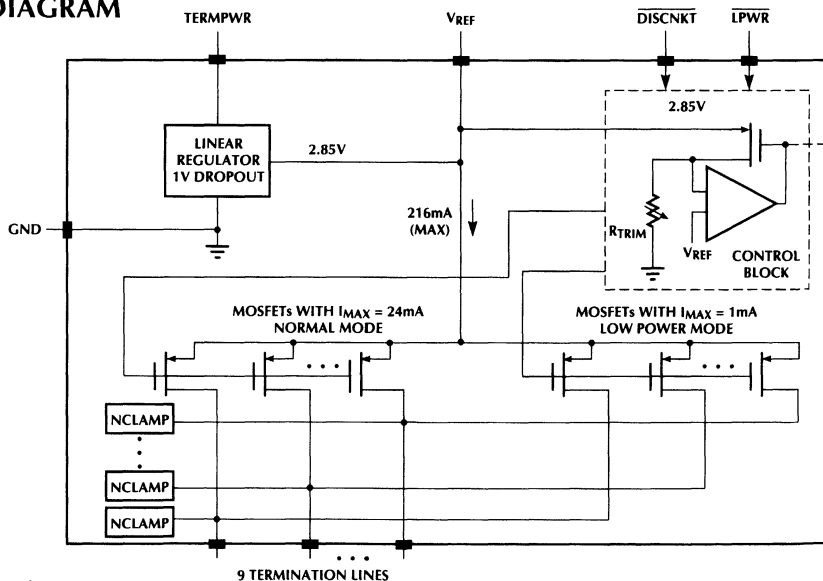 DIAGRAM
TERMPWR
VREF
DISCNKT
LPWR
2.85V
LINEAR
REGULATOR
1V DROPOUT
2.85V
216mA
(MAX)
GND
RTRIM
VREF
CONTROL
BLOCK
MOSFETs WITH IMAX = 24mA
NORMAL MODE
MOSFETs WITH IMAX = 1mA
LOW POWER MODE
NCLAMP
NCLAMP
NCLAMP
9 TERMINATION LINES